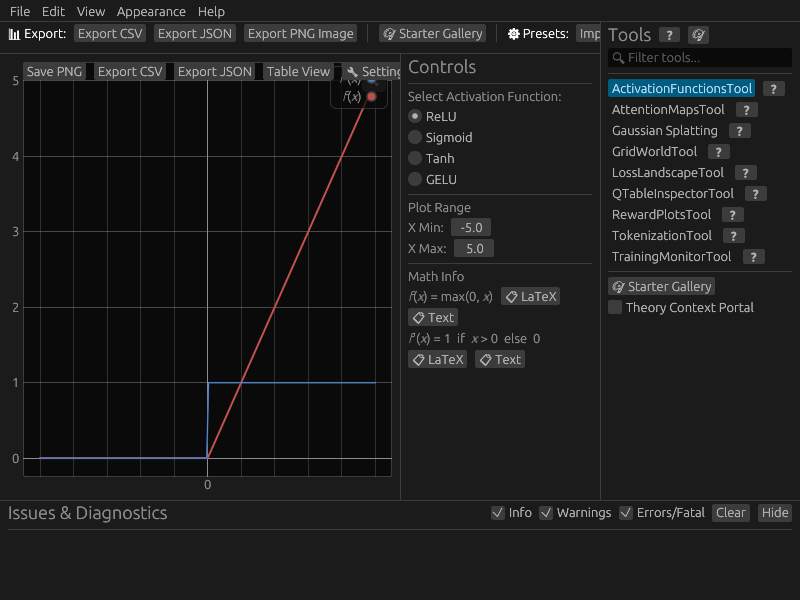 File Edit View Appearance Help
Export: Export CSV Export JSON Export PNG Image Starter Gallery Presets:
Tools ?
Filter tools...
Save PNG Export CSV Export JSON Table View
f(x)
5
4
3
2
1
0
0
Controls
Select Activation Function:
ReLU
Sigmoid
Tanh
GELU
Plot Range
X Min: -5.0
X Max: 5.0
Math Info
f(x) = max(0, x) LaTeX
Text
f'(x) = 1 if x > 0 else 0
LaTeX Text
ActivationFunctionsTool ?
AttentionMapsTool ?
Gaussian Splatting ?
GridWorldTool ?
LossLandscapeTool ?
QTableInspectorTool ?
RewardPlotsTool ?
TokenizationTool ?
TrainingMonitorTool ?
Starter Gallery
Theory Context Portal
Issues & Diagnostics Info Warnings Errors/Fatal Clear Hide